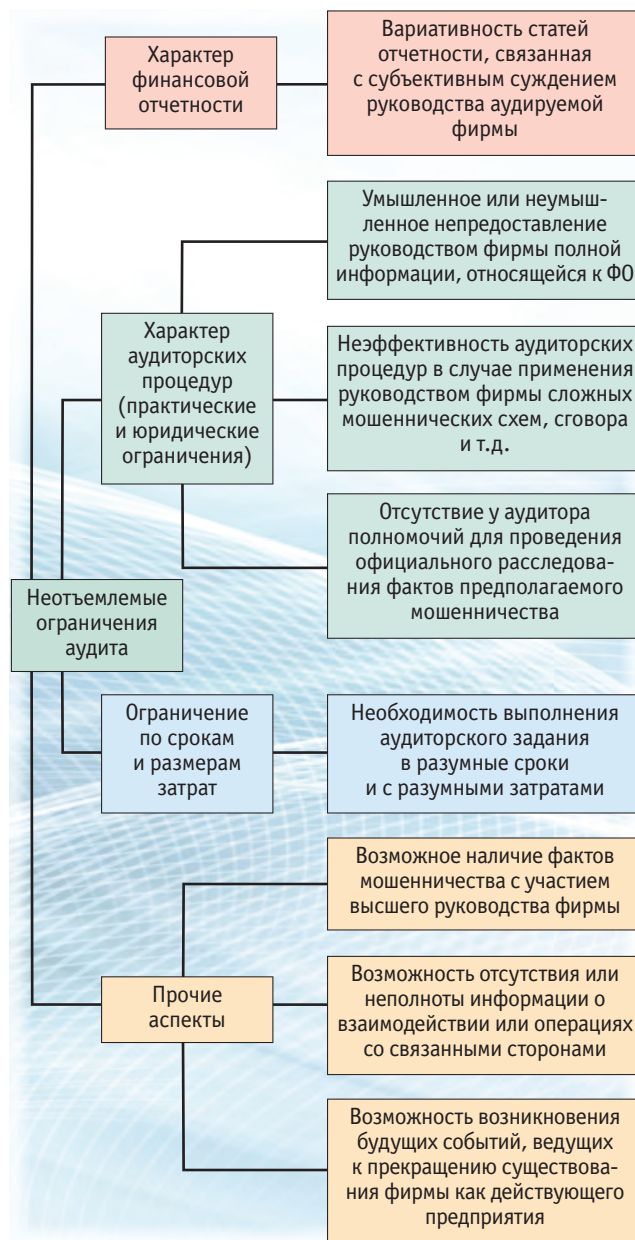 Характер
финансовой
отчетности
Вариативность статей
отчетности, связанная
с субъективным суждением
руководства аудируемой
фирмы
Умышленное или неумыш-
ленное непредоставление
руководством фирмы полной
информации, относящейся к ФО
Характер
аудиторских
процедур
(практические
и юридические
ограничения)
Неэффективность аудиторских
процедур в случае применения
руководством фирмы сложных
мошеннических схем, сговора
и т.д.
Отсутствие у аудитора
полномочий для проведения
официального расследова-
ния фактов предполагаемого
мошенничества
Неотъемлемые
ограничения
аудита
Ограничение
по срокам
и размерам
затрат
Необходимость выполнения
аудиторского задания
в разумные сроки
и с разумными затратами
Возможное наличие фактов
мошенничества с участием
высшего руководства фирмы
Прочие
аспекты
Возможность отсутствия или
неполноты информации о
взаимодействии или операциях
со связанными сторонами
Возможность возникновения
будущих событий, ведущих
к прекращению существова-
ния фирмы как действующего
предприятия